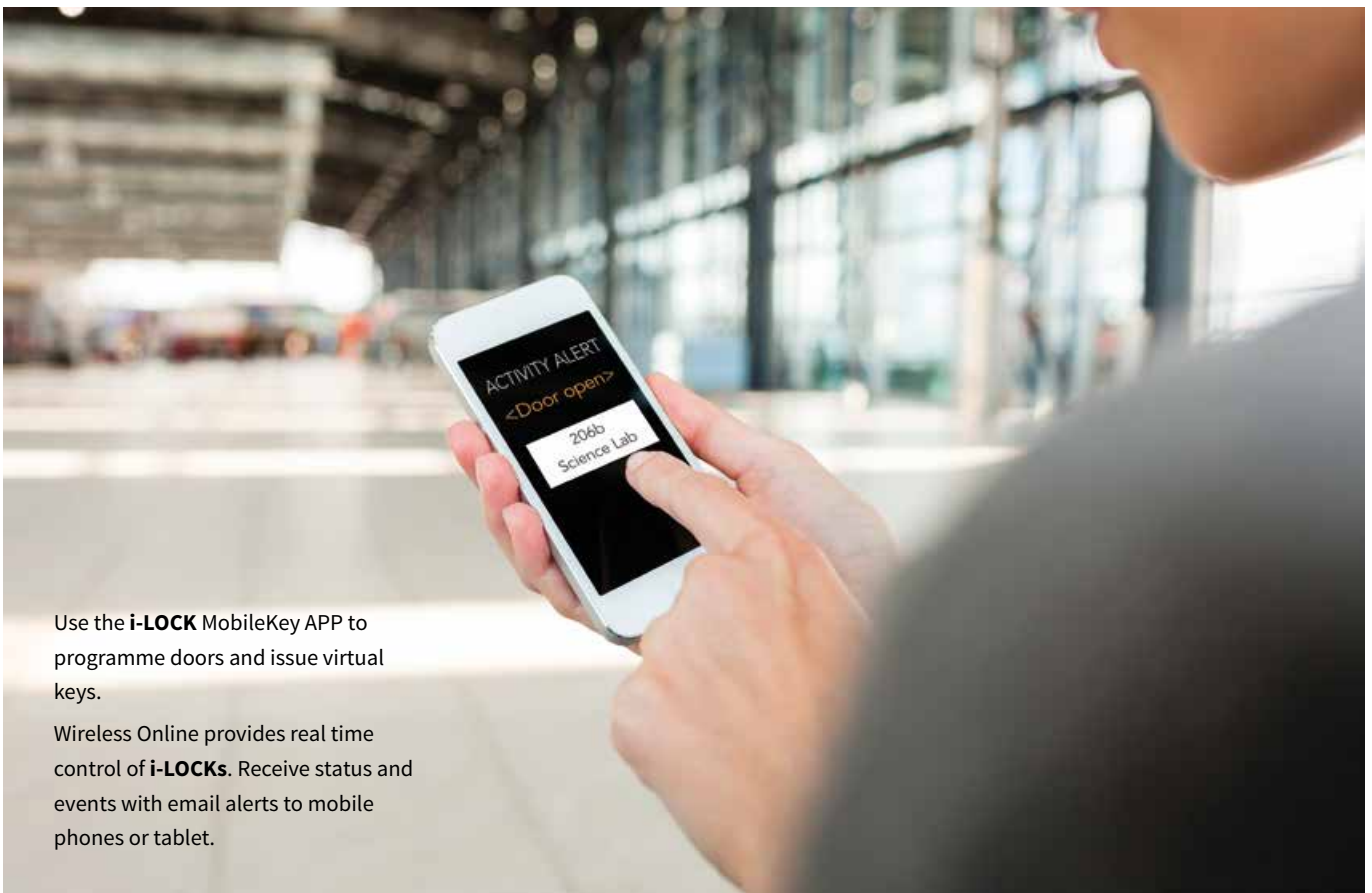 ACTIVITY ALERT
<Door open>
206b
Science Lab
Use the i-LOCK MobileKey APP to
programme doors and issue virtual
keys.
Wireless Online provides real time
control of i-LOCKs. Receive status and
events with email alerts to mobile
phones or tablet.